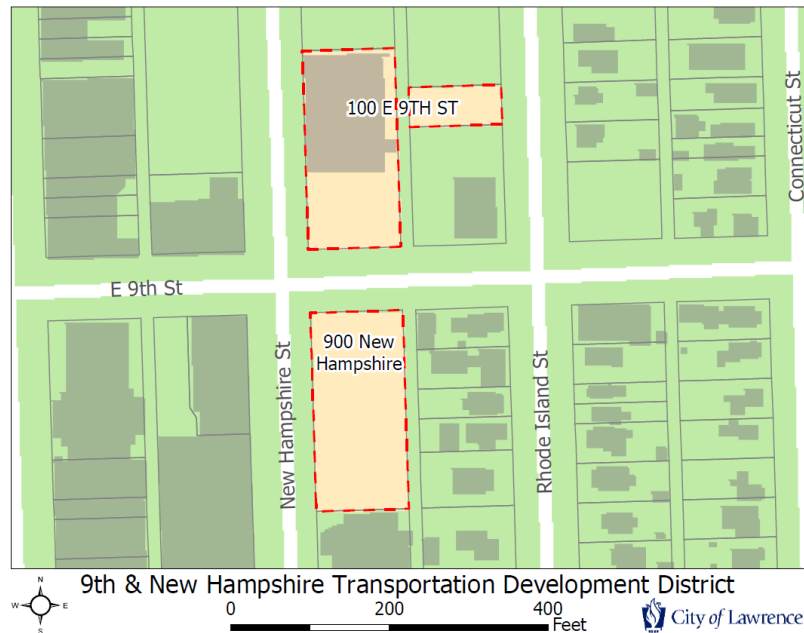 100 E 9TH ST
Connecticut St
E 9th St
900 New
Hampshire
New Hampshire St
Rhode Island St
9th & New Hampshire Transportation Development District
N
W
E
S
0
200
400
Feet
City of Lawrence